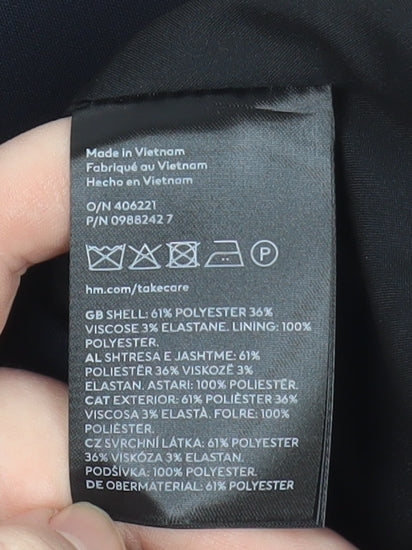 Made in Vietnam
Fabriqué au Vietnam
Hecho en Vietnam
O/N 406221
P/N 0988242 7
P
hm.com/takecare
GB SHELL: 61% POLYESTER 36%
VISCOSE 3% ELASTANE. LINING: 100%
POLYESTER.
AL SHTRESA E JASHTME: 61%
POLIESTËR 36% VISKOZË 3%
ELASTAN. ASTARI: 100% POLIESTËR.
CAT EXTERIOR: 61% POLIÈSTER 36%
VISCOSA 3% ELASTÀ. FOLRE: 100%
POLIÈSTER.
CZ SVRCHNÍ LÁTKA: 61% POLYESTER
36% VISKÓZA 3% ELASTAN.
PODŠÍVKA: 100% POLYESTER.
DE OBERMATERIAL: 61% POLYESTER